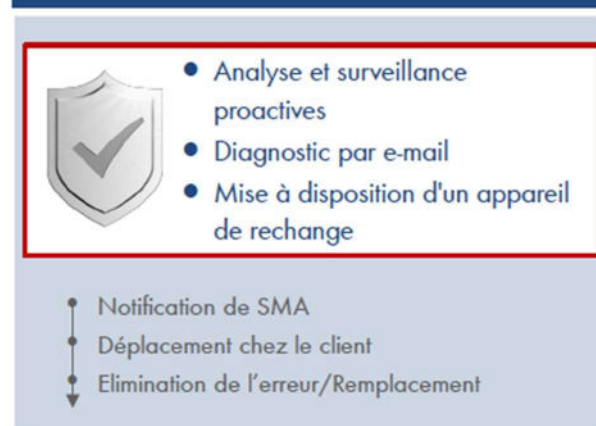 Analyse et surveillance
proactives
Diagnostic par e-mail
Mise à disposition d'un appareil
de rechange
Notification de SMA
Déplacement chez le client
Elimination de l’erreur/Remplacement